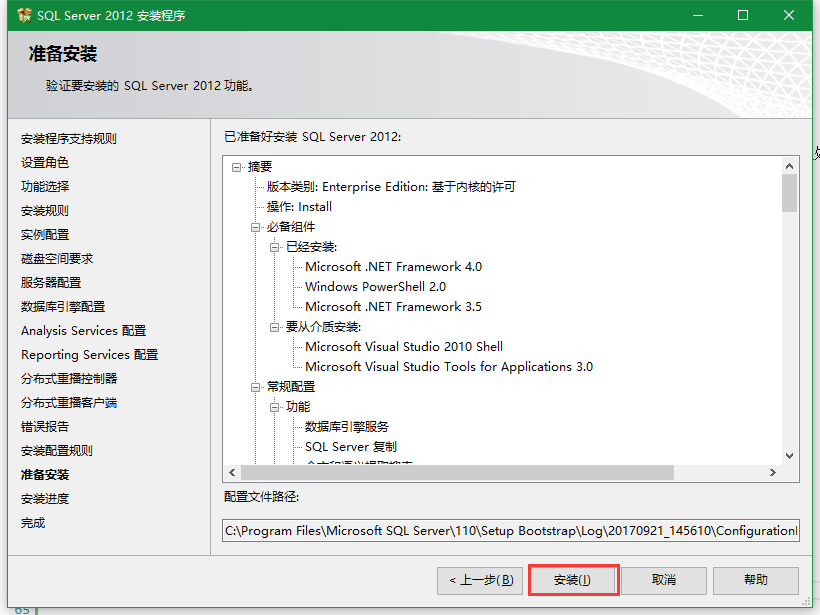 SQL Server 2012 安装程序
准备安装
验证要安装的 SQL Server 2012 功能。
安装程序支持规则
设置角色
功能选择
安装规则
实例配置
磁盘空间要求
服务器配置
数据库引擎配置
Analysis Services 配置
Reporting Services 配置
分布式重播控制器
分布式重播客户端
错误报告
安装配置规则
准备安装
安装进度
完成
已准备好安装 SQL Server 2012:
摘要
版本类别: Enterprise Edition: 基于内核的许可
操作: Install
必备组件
已经安装:
Microsoft .NET Framework 4.0
Windows PowerShell 2.0
Microsoft .NET Framework 3.5
要从介质安装:
Microsoft Visual Studio 2010 Shell
Microsoft Visual Studio Tools for Applications 3.0
常规配置
功能
数据库引擎服务
SQL Server 复制
配置文件路径:
C:\Program Files\Microsoft SQL Server\110\Setup Bootstrap\Log\20170921_145610\Configuration
< 上一步(B)
安装(I)
取消
帮助
65